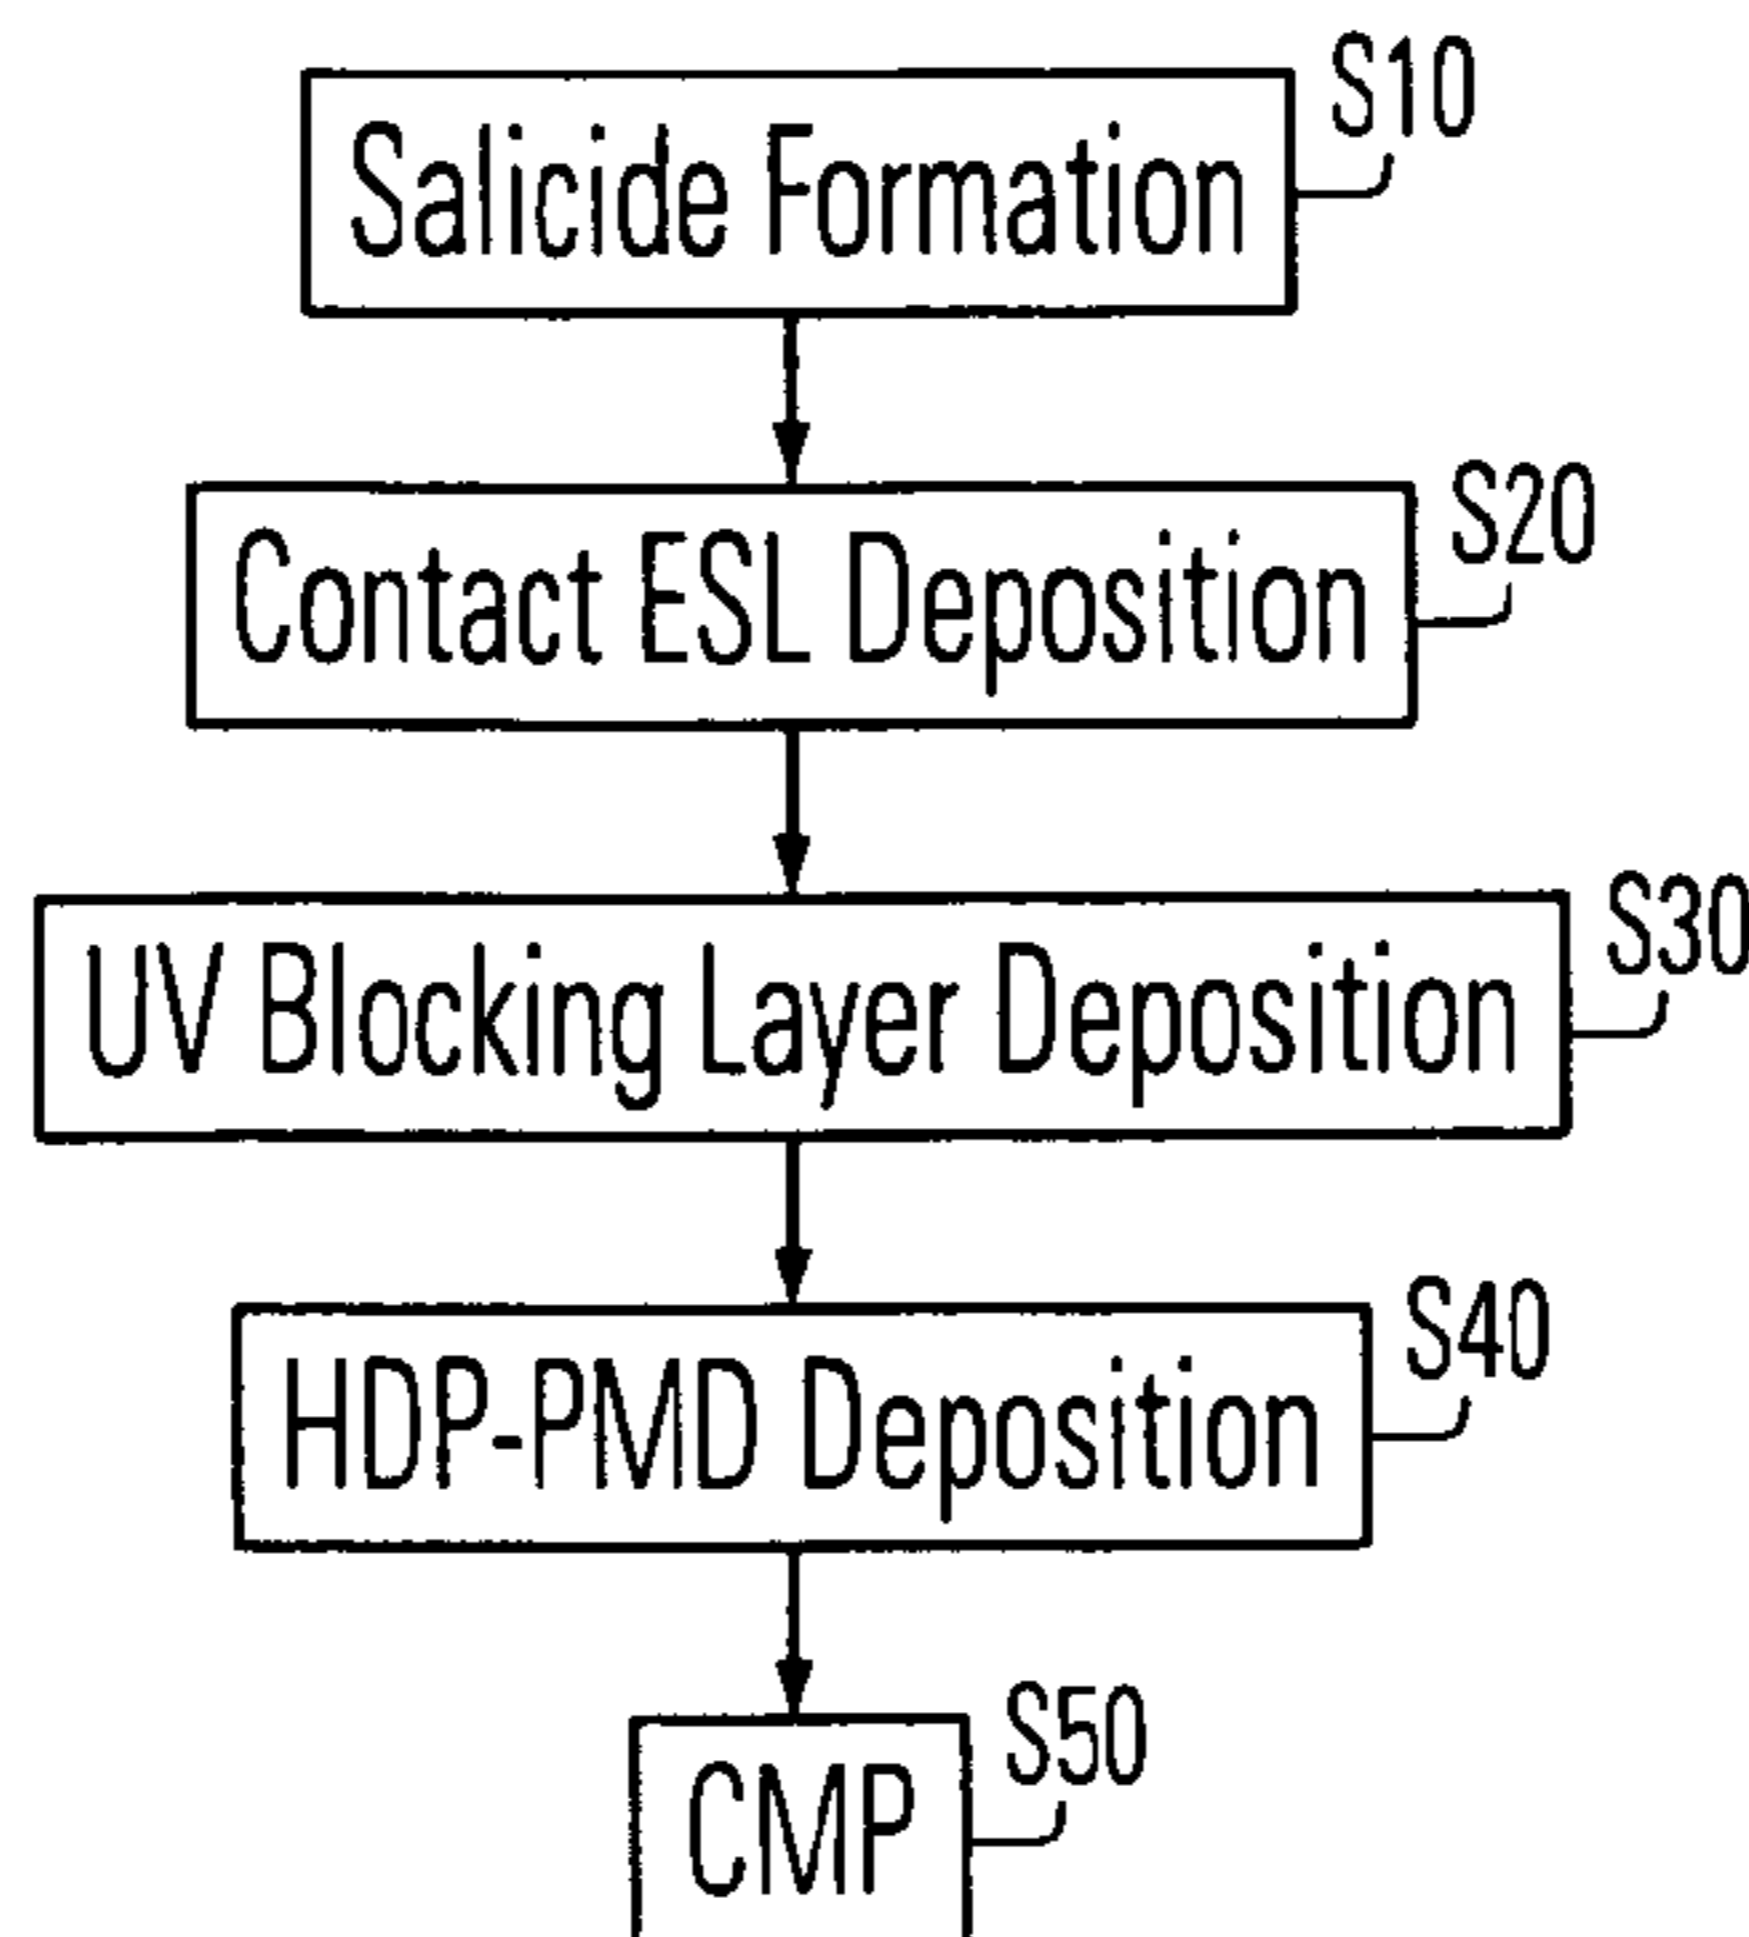 S10
Salicide Formation
S20
Contact ESL Deposition
S30
UV Blocking Layer Deposition
S40
HDP-PMD Deposition
S50
CMP